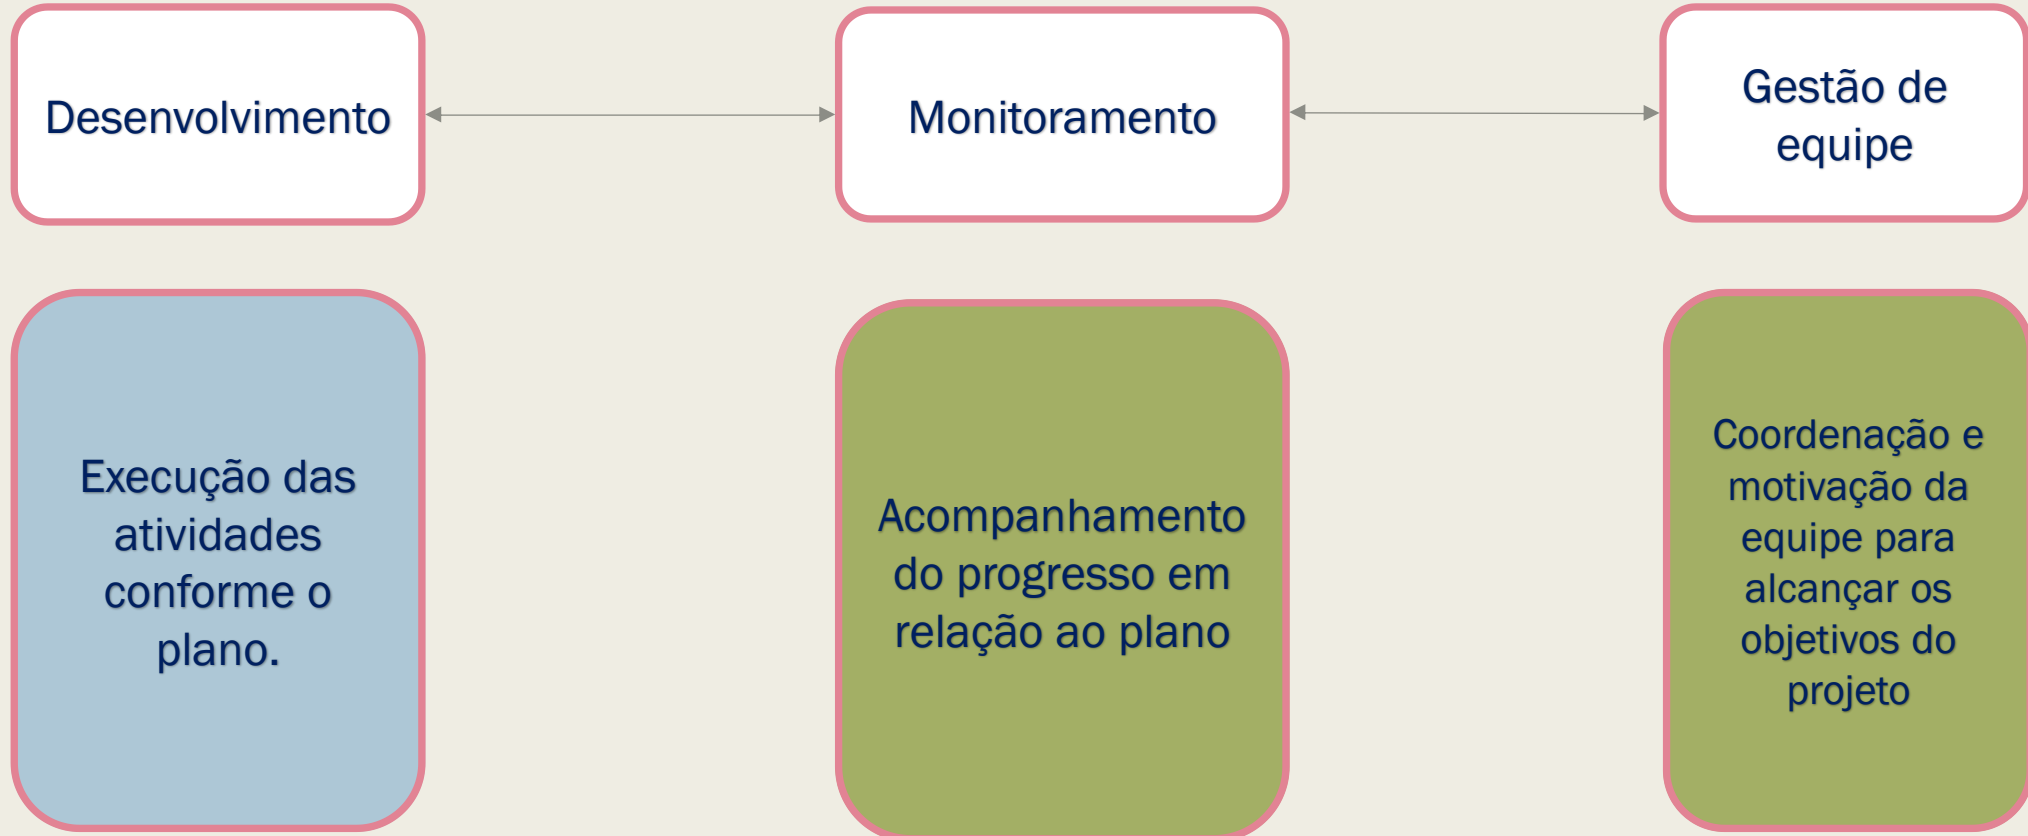 Desenvolvimento
Monitoramento
Gestão de
equipe
Execução das
atividades
conforme o
plano.
Acompanhamento
do progresso em
relação ao plano
Coordenação e
motivação da
equipe para
alcançar os
objetivos do
projeto